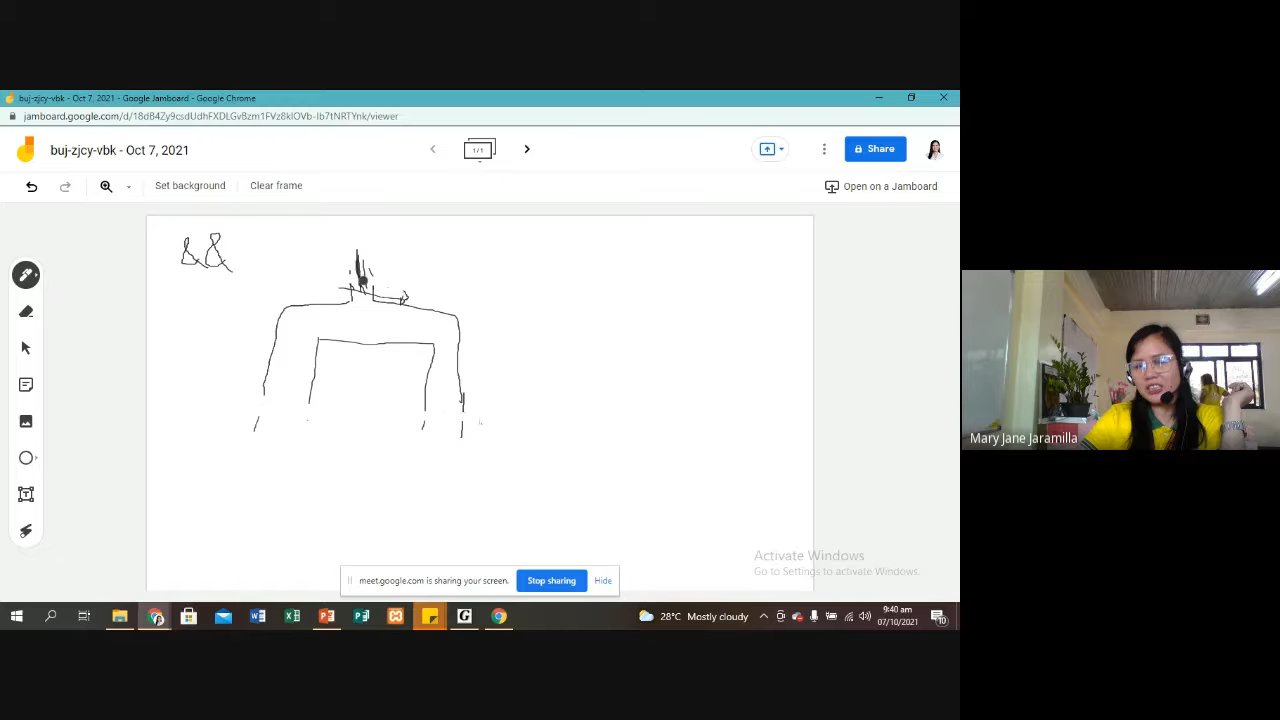 buj-zjcy-vbk - Oct 7, 2021 - Google Jamboard - Google Chrome
jamboard.google.com/d/18dB4Zy9csdUdhFXDLGvBzm1FVz8kIOVb-Ib7tNRTYnk/viewer
buj-zjcy-vbk - Oct 7, 2021
1/1
Share
Set background
Clear frame
Open on a Jamboard
&&
Mary Jane Jaramilla
Activate Windows
Go to Settings to activate Windows.
meet.google.com is sharing your screen.
Stop sharing
Hide
28°C Mostly cloudy
9:40 am
07/10/2021
10